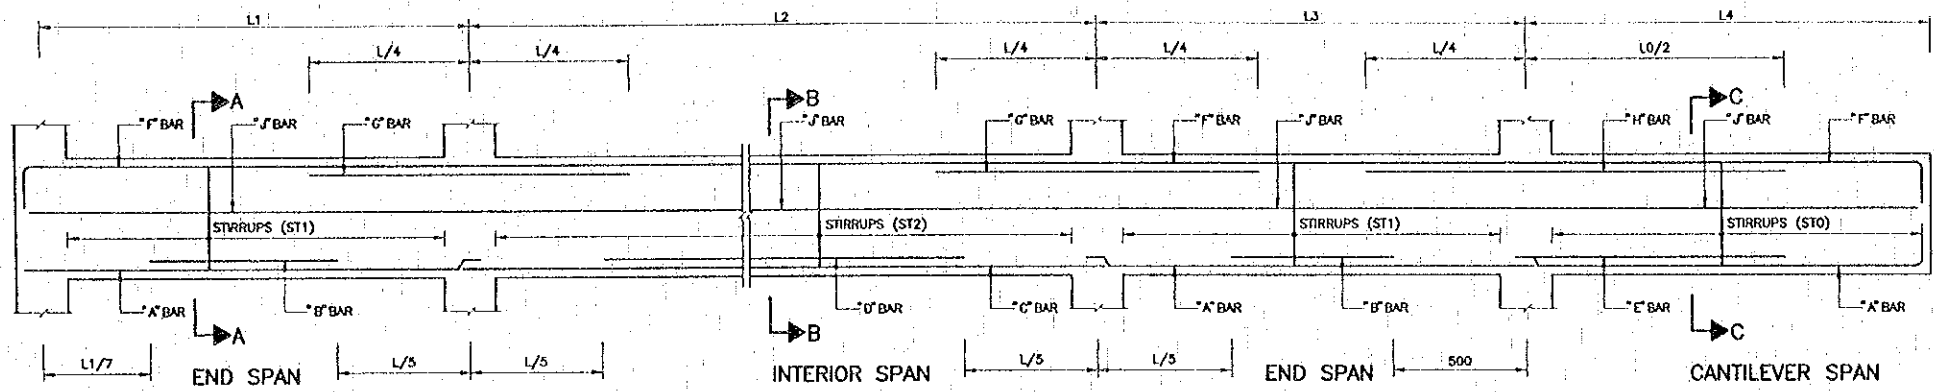 L1 L2 L3 L4
L/4 L/4 L/4 L/4 L/4 L0/2
A B C
"F" BAR "J" BAR "G" BAR "J" BAR "G" BAR "F" BAR "J" BAR "H" BAR "J" BAR "F" BAR
STIRRUPS (ST1) STIRRUPS (ST2) STIRRUPS (ST1) STIRRUPS (ST0)
"A" BAR "B" BAR "D" BAR "C" BAR "A" BAR "B" BAR "E" BAR "A" BAR
A B C
L1/7 L/5 L/5 L/5 L/5 500
END SPAN INTERIOR SPAN END SPAN CANTILEVER SPAN